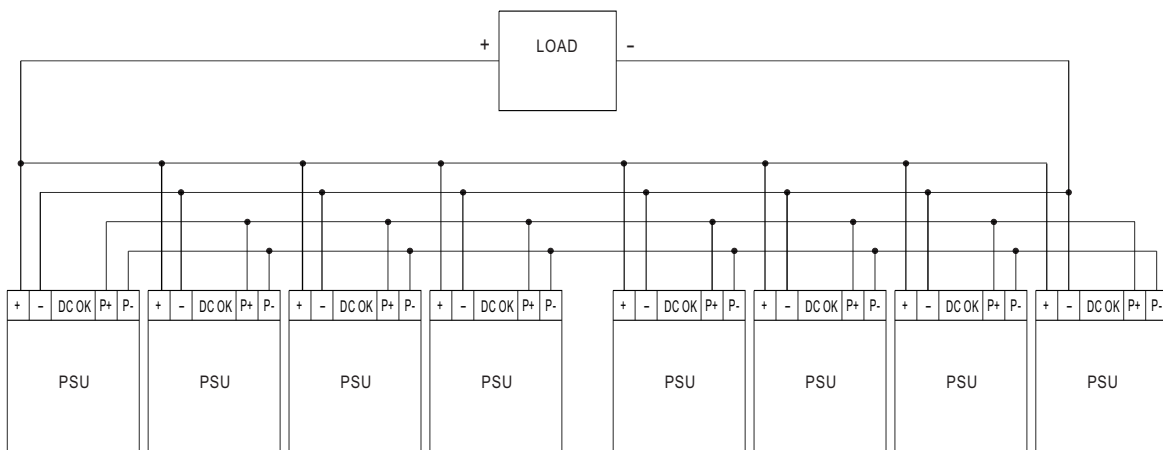 + LOAD –
+ – DC OK P+ P- + – DC OK P+ P- + – DC OK P+ P- + – DC OK P+ P- + – DC OK P+ P- + – DC OK P+ P- + – DC OK P+ P- + – DC OK P+ P-
PSU PSU PSU PSU PSU PSU PSU PSU